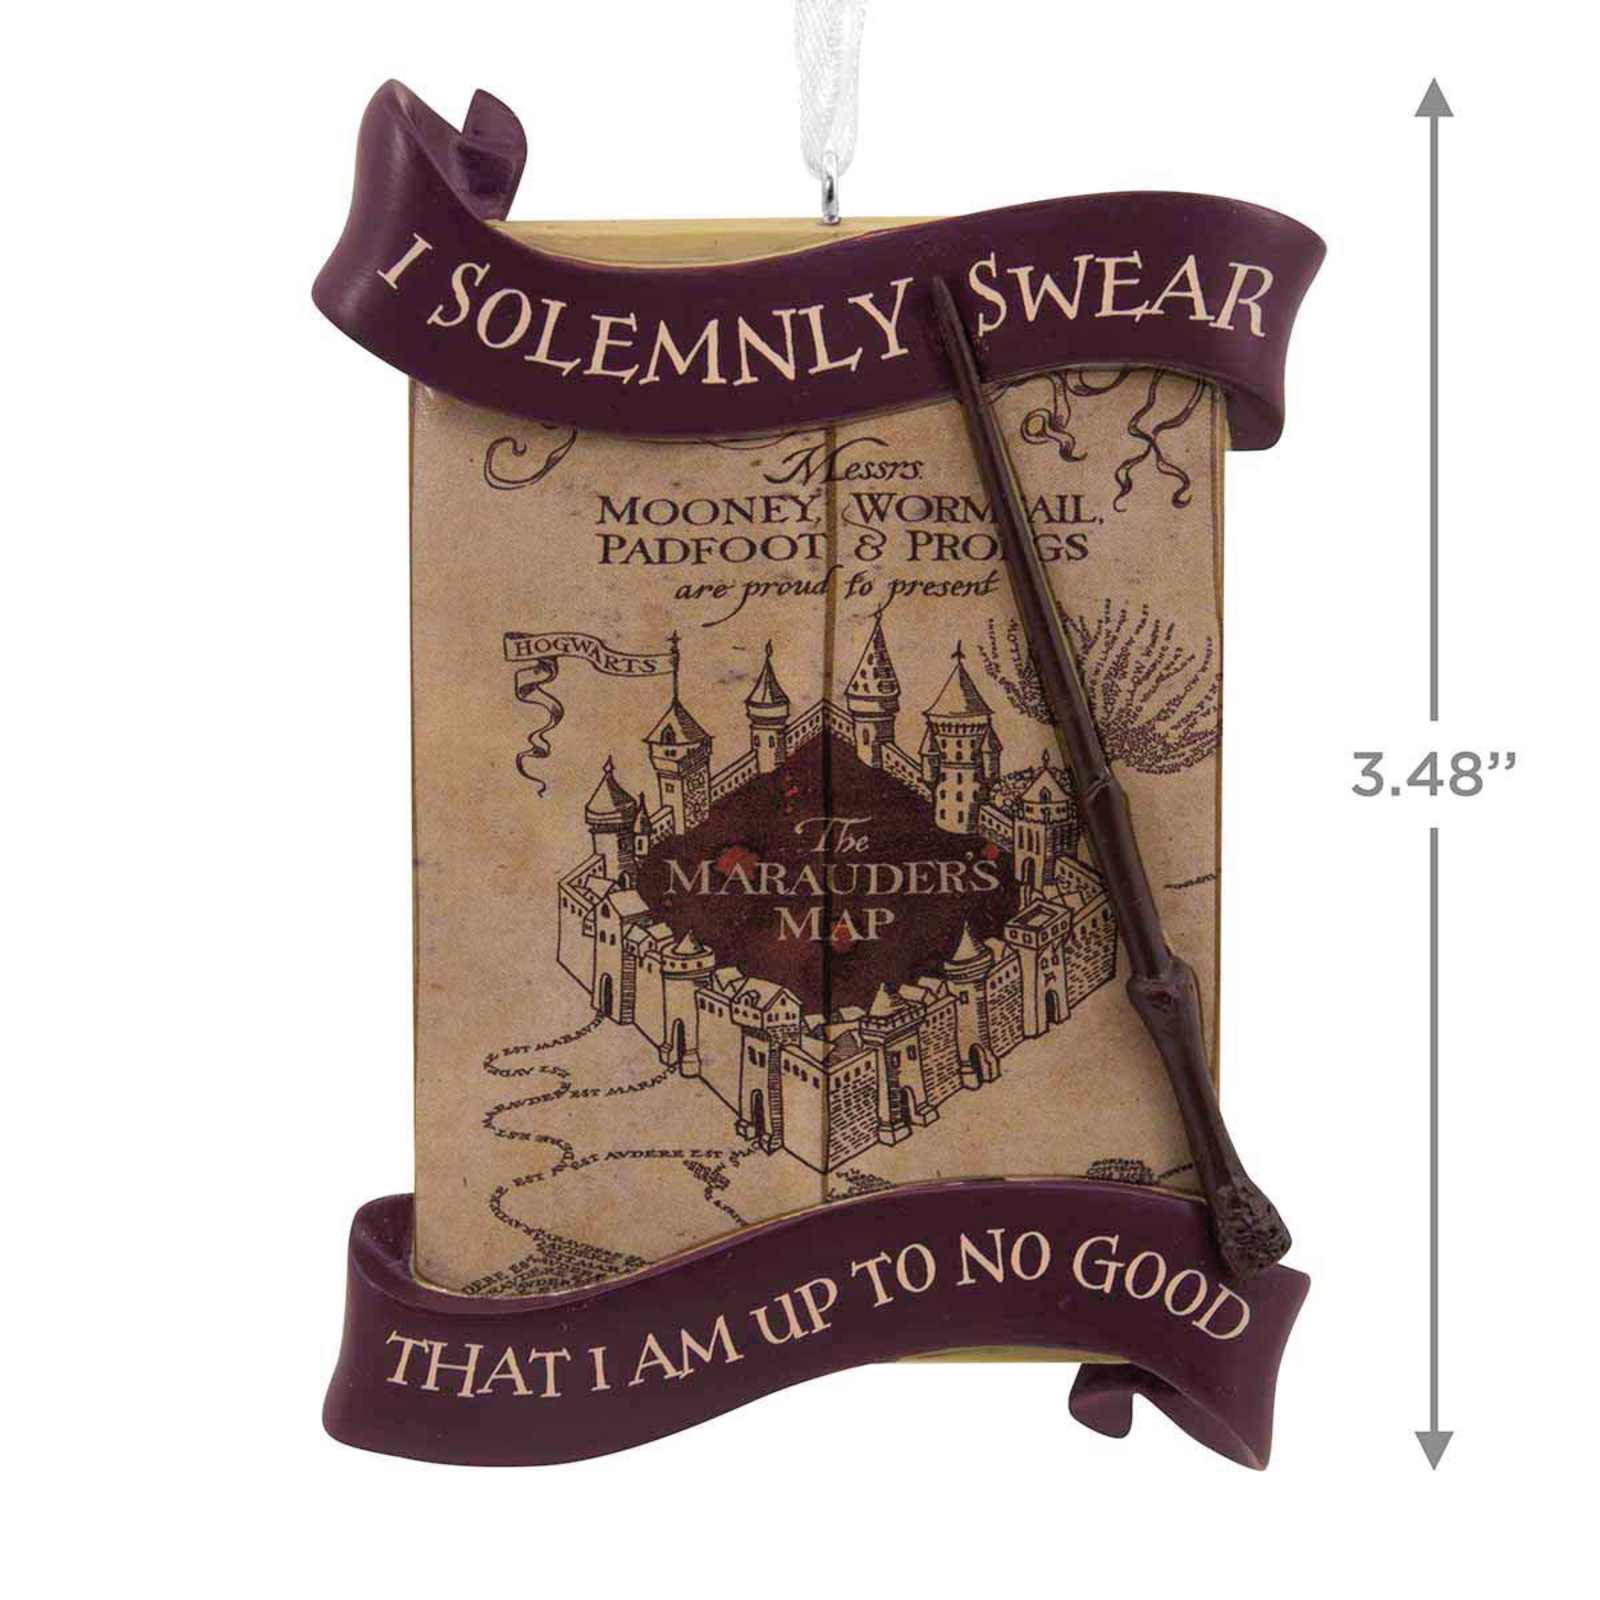 I SOLEMNLY SWEAR
Messrs.
MOONEY, WORMTAIL,
PADFOOT & PRONGS
are proud to present
HOGWARTS
The
MARAUDER'S
MAP
3.48”
THAT I AM UP TO NO GOOD